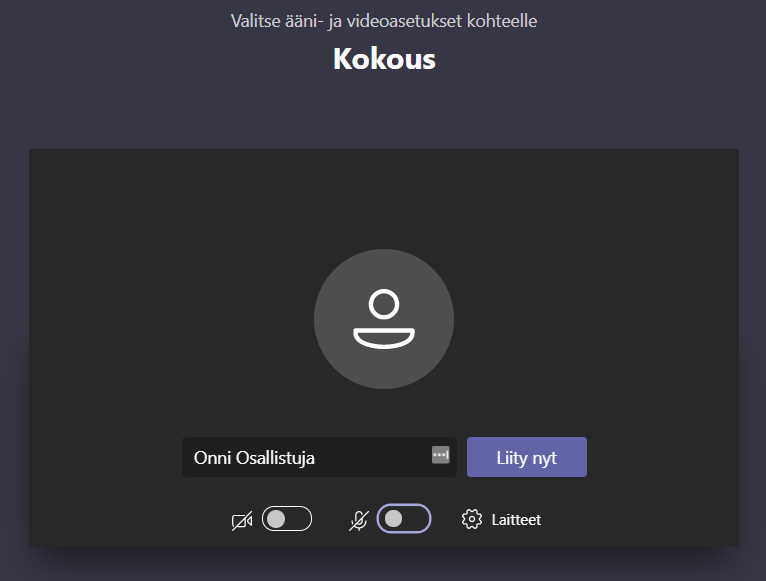 Valitse ääni- ja videoasetukset kohteelle
Kokous
Onni Osallistuja
Liity nyt
Laitteet